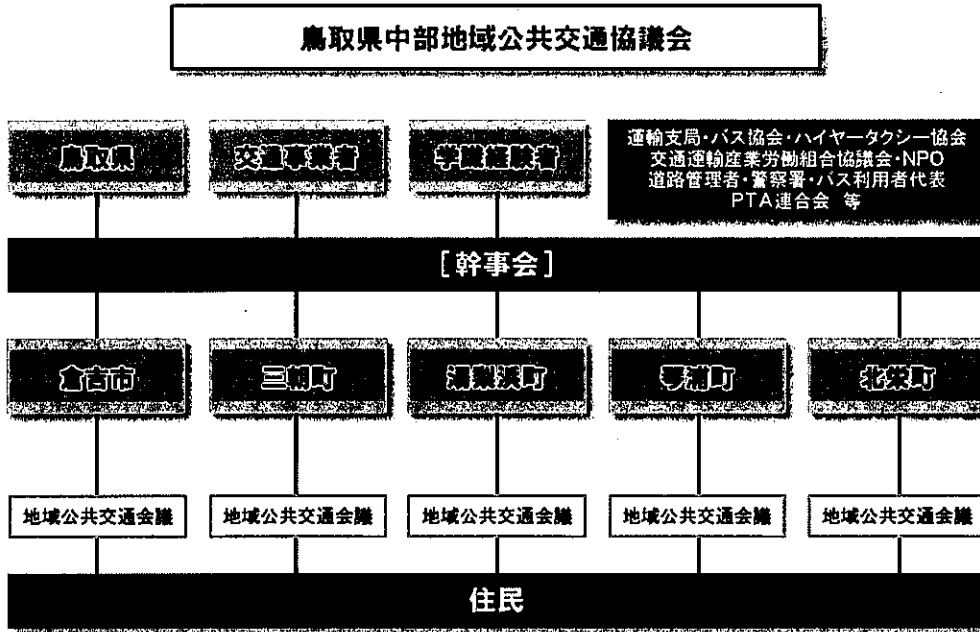 鳥取県中部地域公共交通協議会
鳥取県
交通事業者
学識経験者
運輸支局・バス協会・ハイヤータクシー協会
交通運輸産業労働組合協議会・NPO
道路管理者・警察署・バス利用者代表
PTA連合会 等
[幹事会]
倉吉市
三朝町
湯梨浜町
琴浦町
北栄町
地域公共交通会議
地域公共交通会議
地域公共交通会議
地域公共交通会議
地域公共交通会議
住民